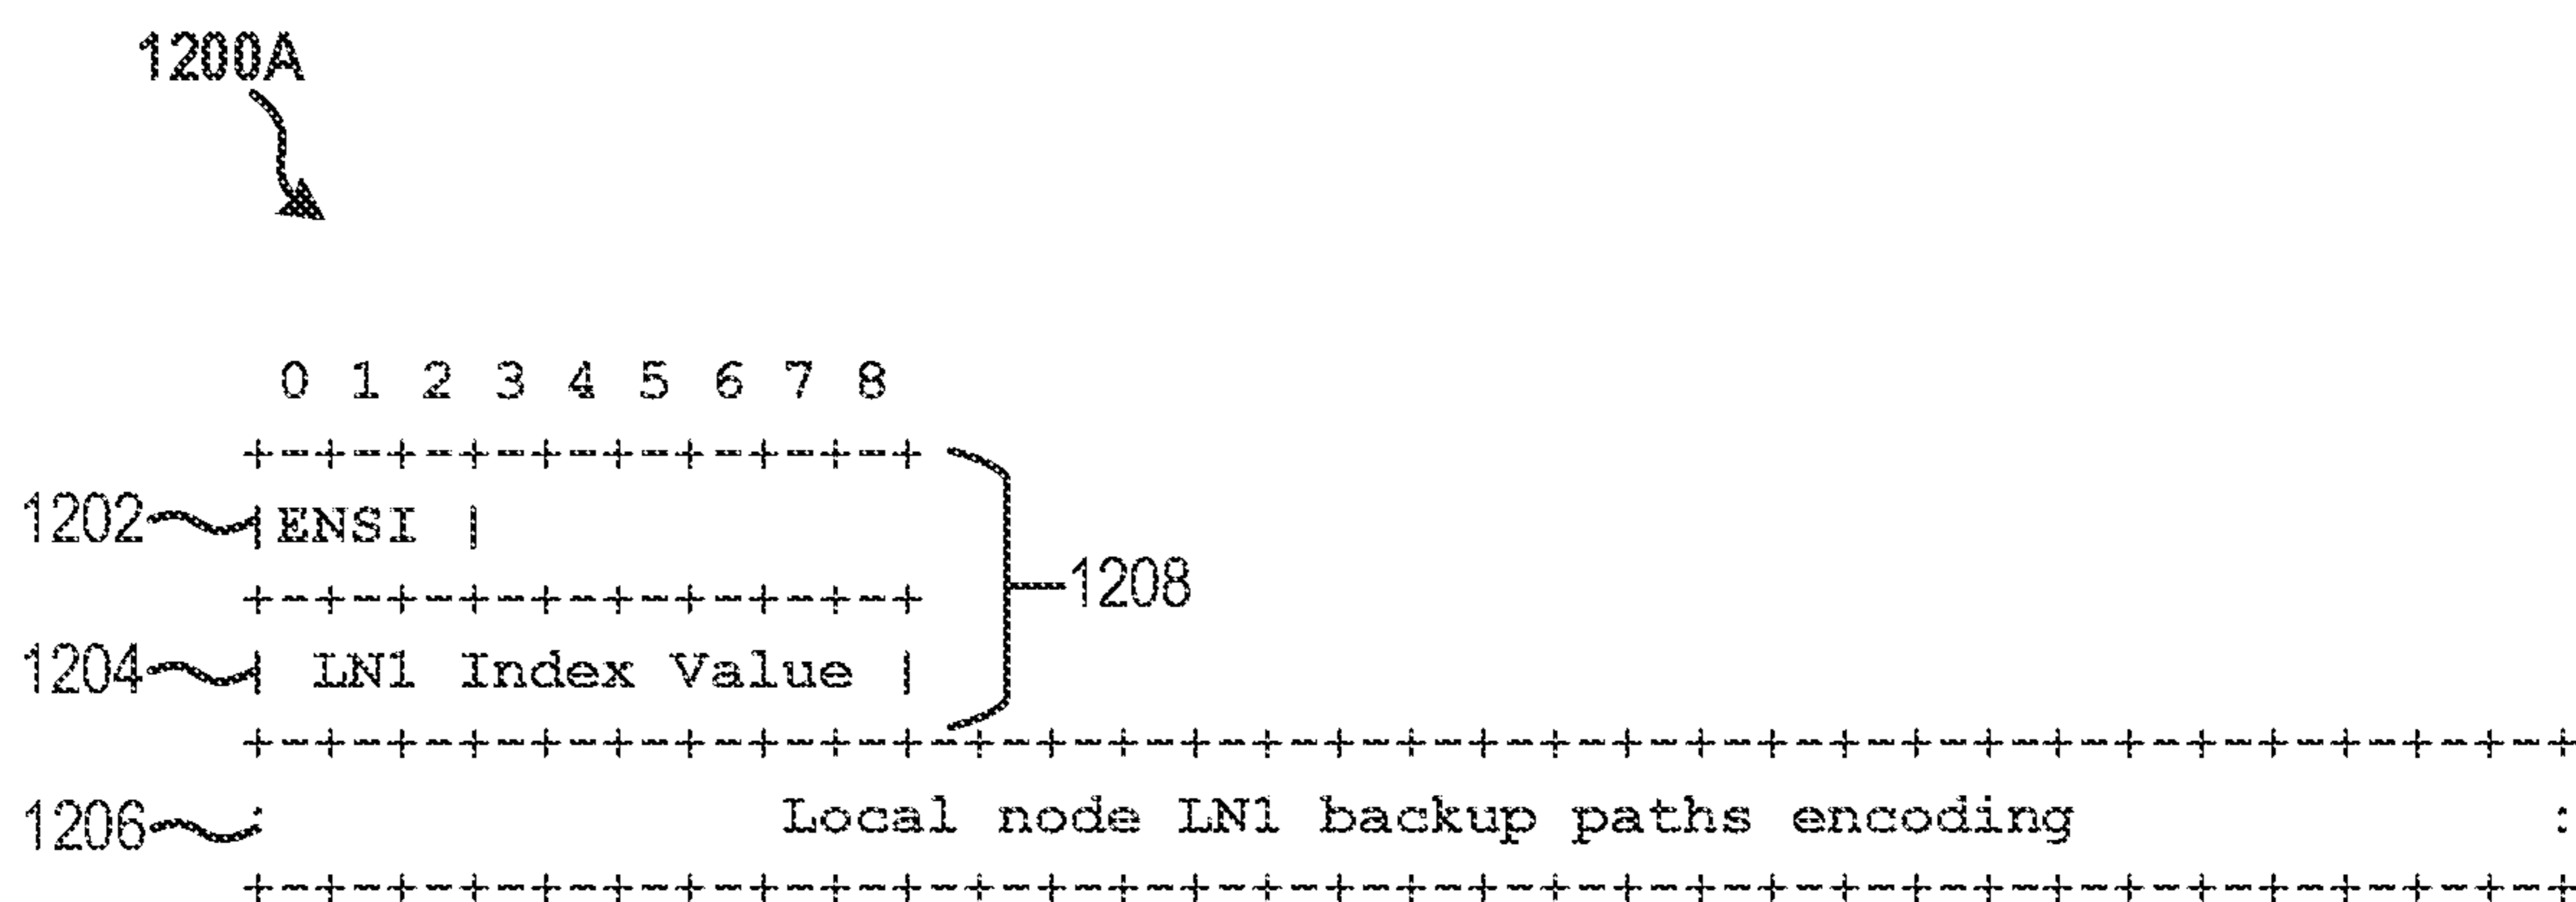 1200A
0 1 2 3 4 5 6 7 8
+-+-+-+-+-+-+-+-+-+
1202 |ENSI |
+-+-+-+-+-+-+-+-+-+ 1208
1204 | LN1 Index Value |
+-+-+-+-+-+-+-+-+-+-+-+-+-+-+-+-+-+-+-+-+-+-+-+-+-+-+-+-+-+-+-+-+
1206 : Local node LN1 backup paths encoding :
+-+-+-+-+-+-+-+-+-+-+-+-+-+-+-+-+-+-+-+-+-+-+-+-+-+-+-+-+-+-+-+-+